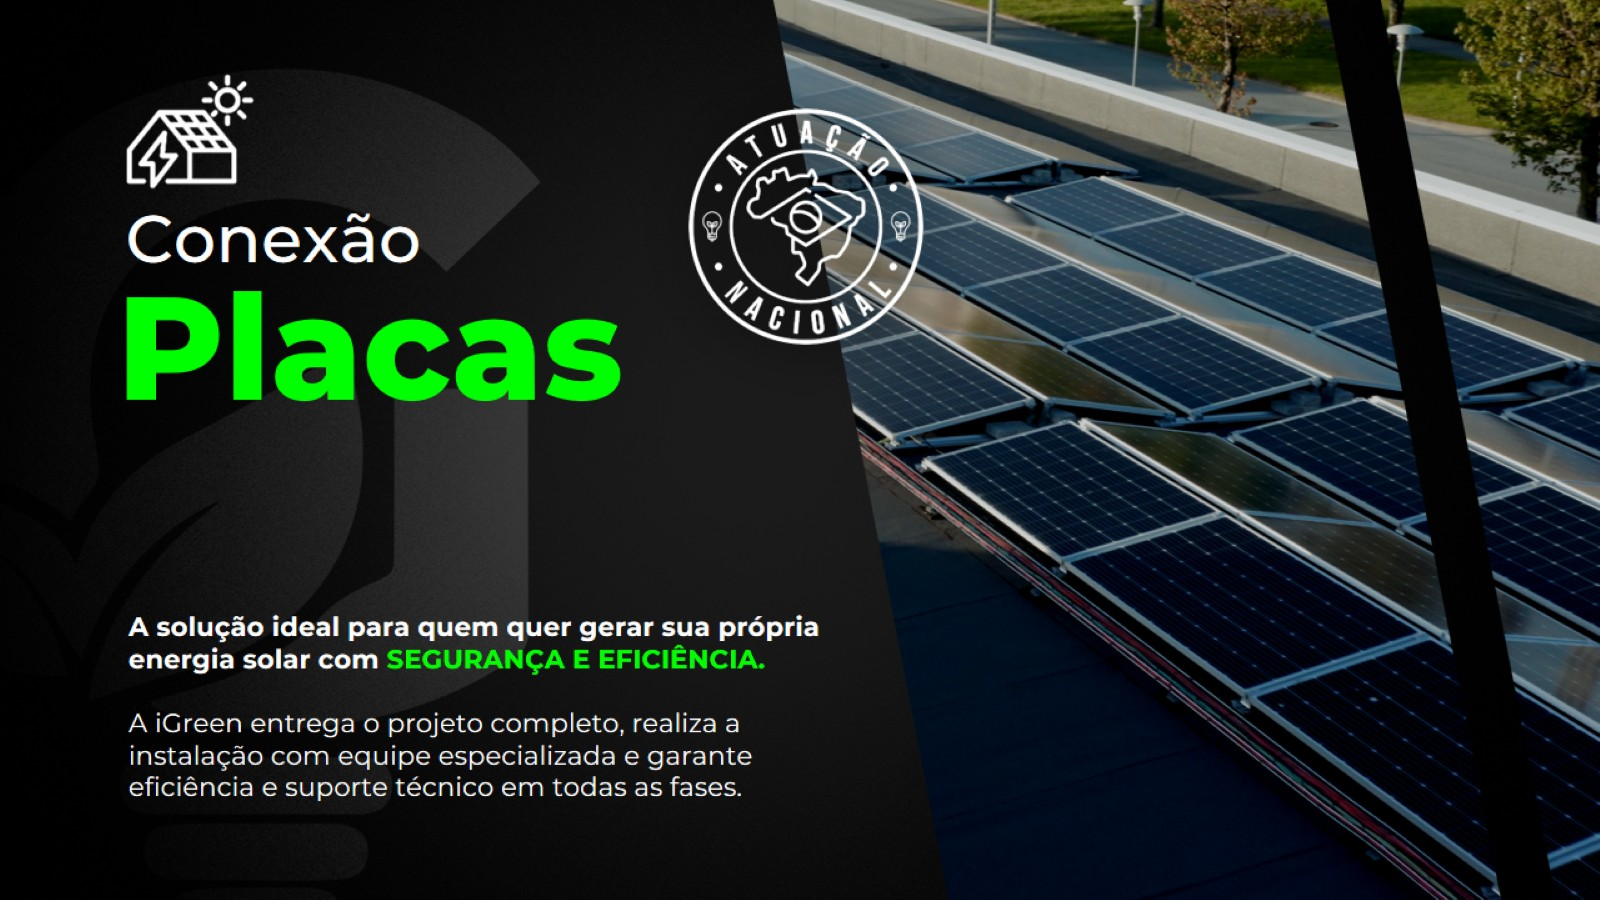 Conexão
Placas
ATUAÇÃO
NACIONAL
A solução ideal para quem quer gerar sua própria
energia solar com SEGURANÇA E EFICIÊNCIA.
A iGreen entrega o projeto completo, realiza a
instalação com equipe especializada e garante
eficiência e suporte técnico em todas as fases.